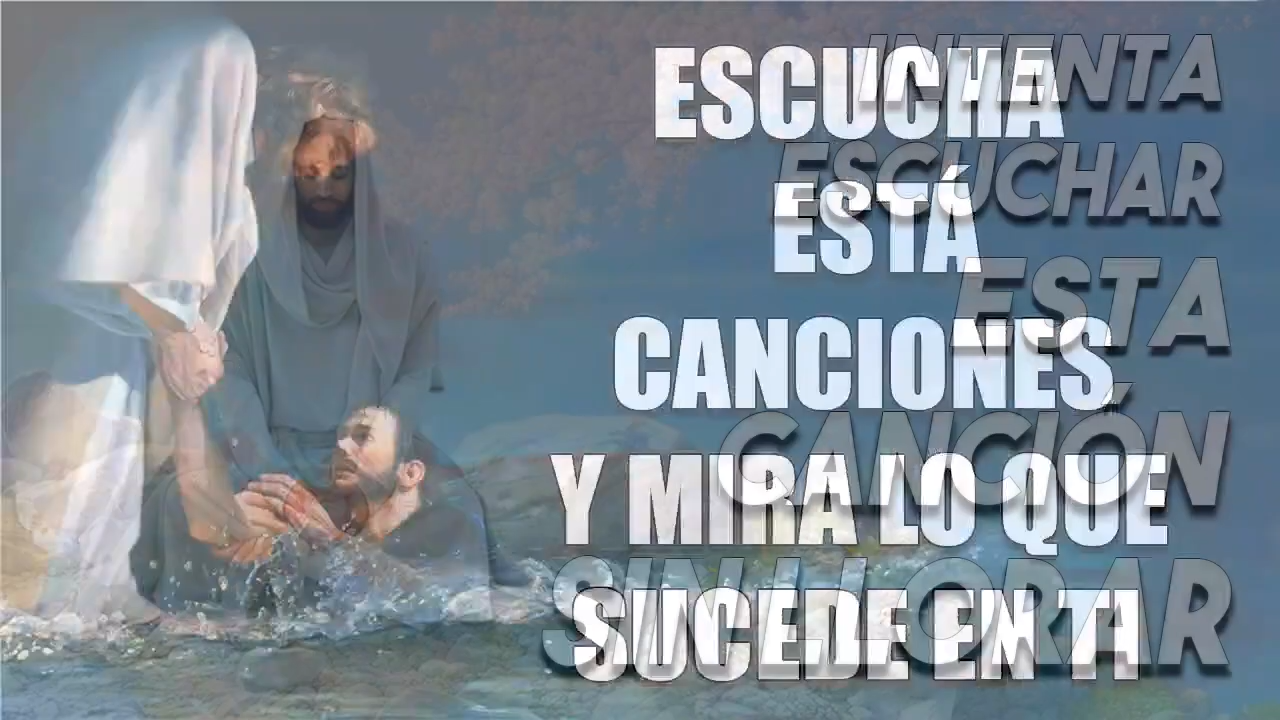 ESCUCHA
ESTÁ
CANCIONES
Y MIRA LO QUE
SUCEDE EN TI
INTENTA
ESCUCHAR
ESTA
CANCIÓN
SIN LLORAR